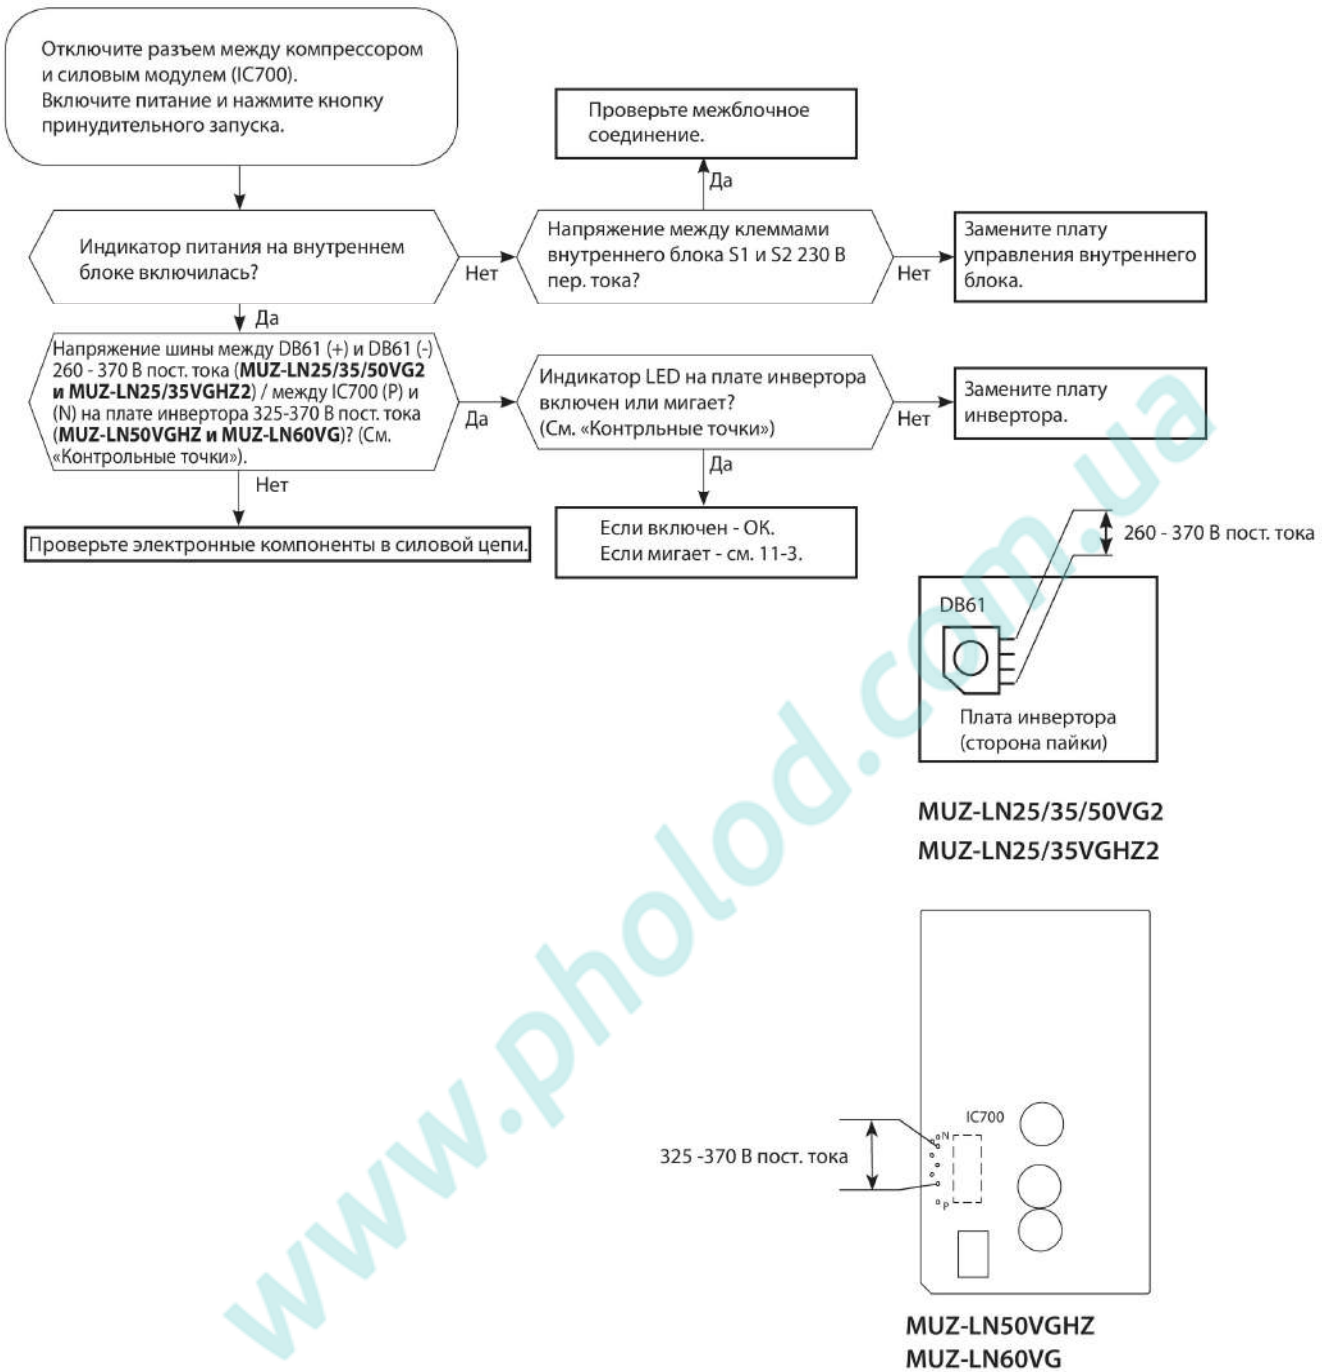 Отключите разъем между компрессором
и силовым модулем (IC700).
Включите питание и нажмите кнопку
принудительного запуска.
Проверьте межблочное
соединение.
Да
Индикатор питания на внутреннем
блоке включилась?
Нет
Напряжение между клеммами
внутреннего блока S1 и S2 230 В
пер. тока?
Нет
Замените плату
управления внутреннего
блока.
Да
Напряжение шины между DB61 (+) и DB61 (-)
260 - 370 В пост. тока (MUZ-LN25/35/50VG2
и MUZ-LN25/35VGHZ2) / между IC700 (P) и
(N) на плате инвертора 325-370 В пост. тока
(MUZ-LN50VGHZ и MUZ-LN60VG)? (См.
«Контрольные точки»).
Да
Индикатор LED на плате инвертора
включен или мигает?
(См. «Контрльные точки»)
Нет
Замените плату
инвертора.
Нет
Да
Проверьте электронные компоненты в силовой цепи.
Если включен - ОК.
Если мигает - см. 11-3.
260 - 370 В пост. тока
DB61
Плата инвертора
(сторона пайки)
MUZ-LN25/35/50VG2
MUZ-LN25/35VGHZ2
IC700
N
325 -370 В пост. тока
P
MUZ-LN50VGHZ
MUZ-LN60VG
www.pholod.com.ua